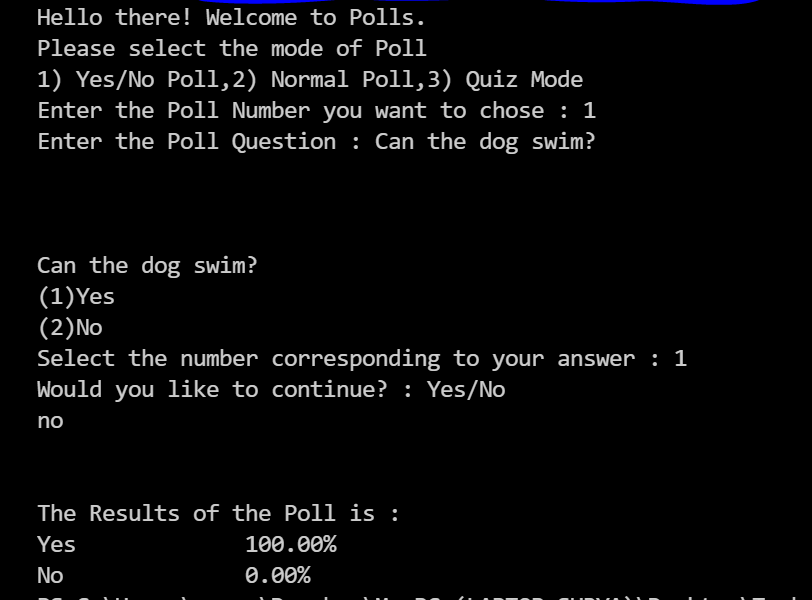 Hello there! Welcome to Polls.
Please select the mode of Poll
1) Yes/No Poll,2) Normal Poll,3) Quiz Mode
Enter the Poll Number you want to chose : 1
Enter the Poll Question : Can the dog swim?
Can the dog swim?
(1)Yes
(2)No
Select the number corresponding to your answer : 1
Would you like to continue? : Yes/No
no
The Results of the Poll is :
Yes 100.00%
No 0.00%